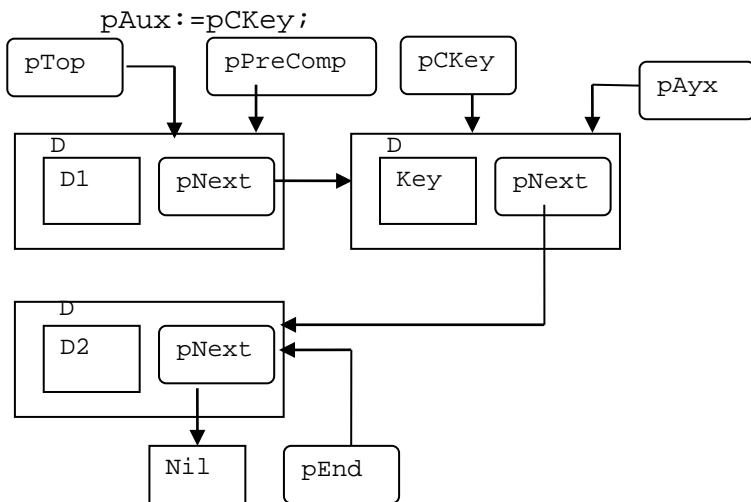 pAux:=pCKey;
pTop
pPreComp
pCKey
pAyx
D
D1
pNext
D
Key
pNext
D
D2
pNext
Nil
pEnd